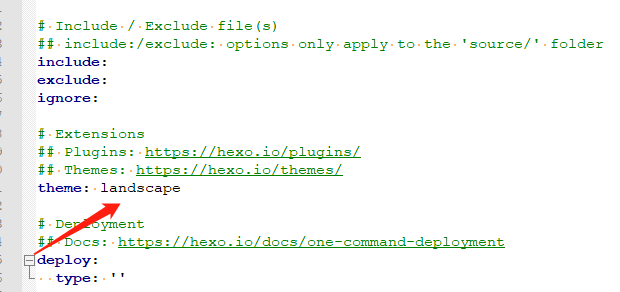 # Include / Exclude file(s)
## include:/exclude: options only apply to the 'source/' folder
include:
exclude:
ignore:
# Extensions
## Plugins: https://hexo.io/plugins/
## Themes: https://hexo.io/themes/
theme: landscape
# Deployment
## Docs: https://hexo.io/docs/one-command-deployment
deploy:
type: ''